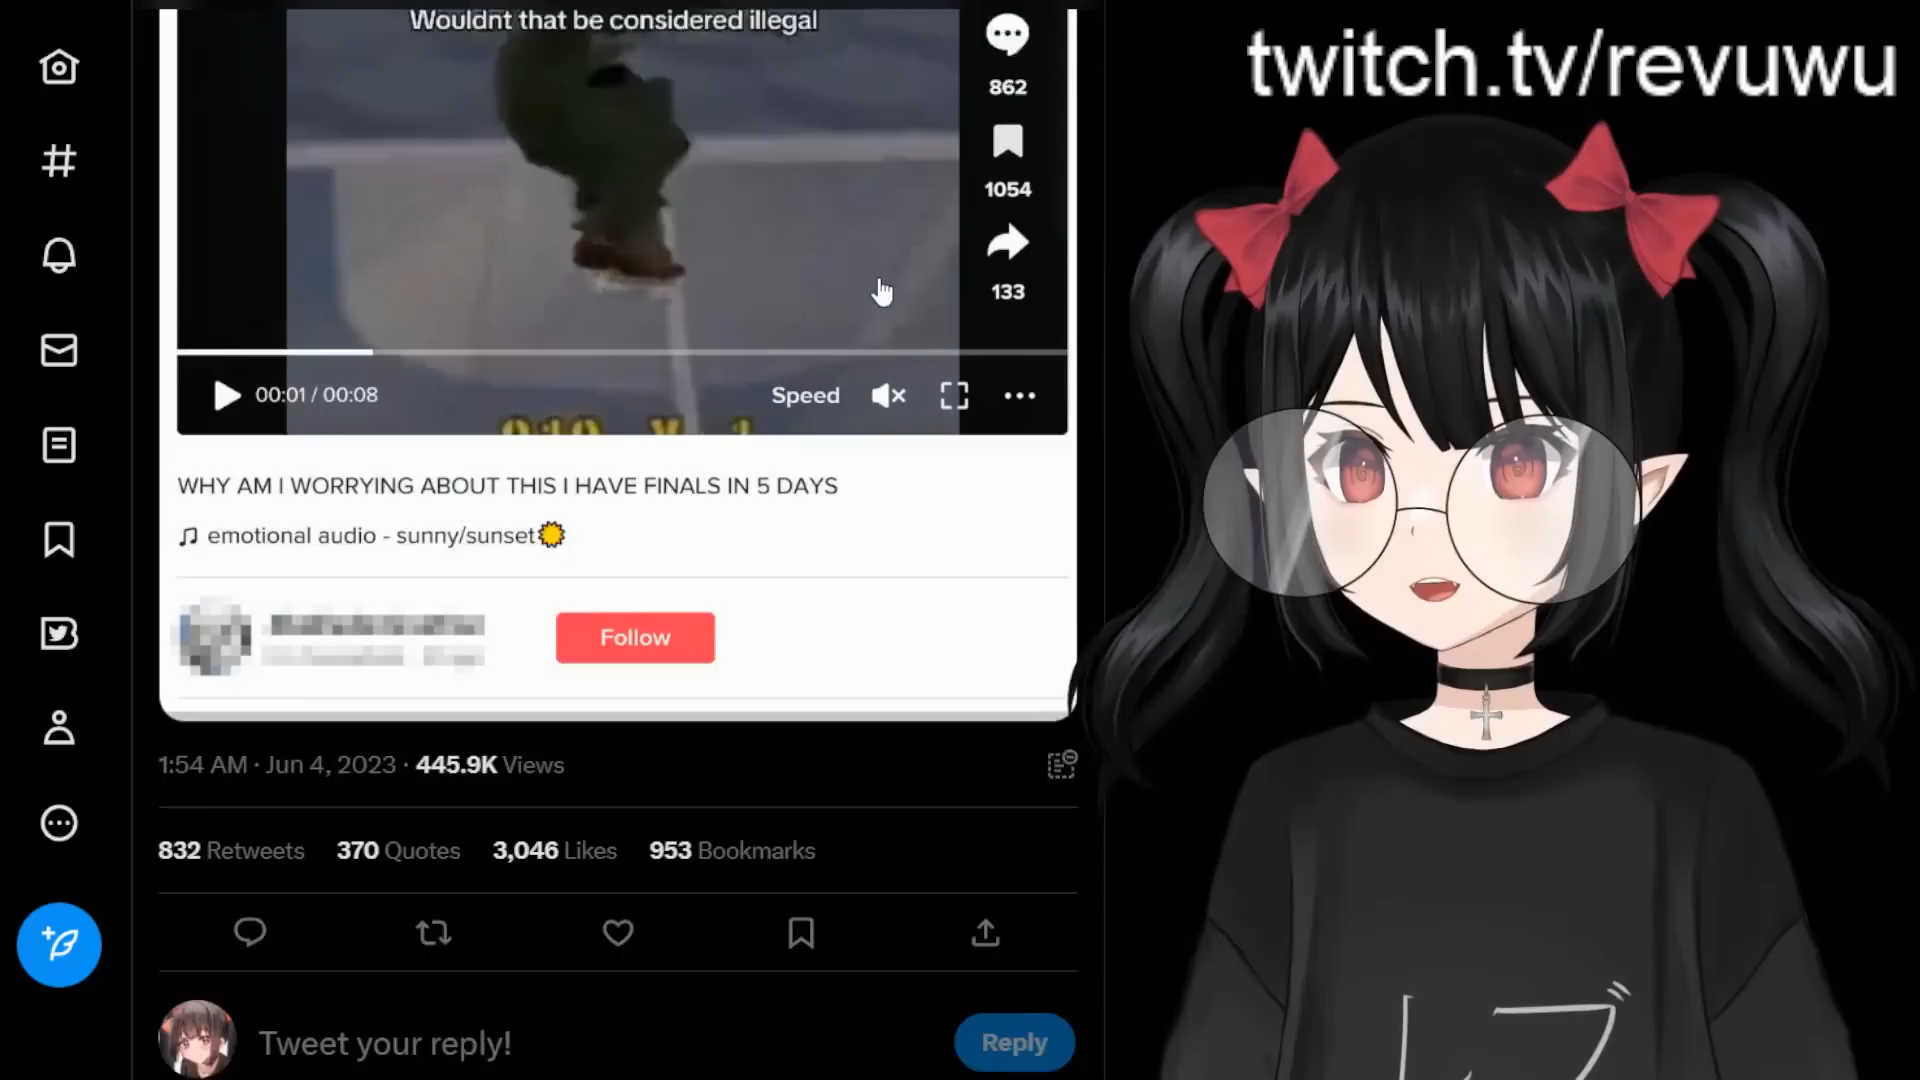 Wouldnt that be considered illegal
twitch.tv/revuwu
862
1054
133
00:01 / 00:08
Speed
WHY AM I WORRYING ABOUT THIS I HAVE FINALS IN 5 DAYS
emotional audio - sunny/sunset
Follow
1:54 AM · Jun 4, 2023 · 445.9K Views
832 Retweets 370 Quotes 3,046 Likes 953 Bookmarks
Tweet your reply!
Reply
レブ